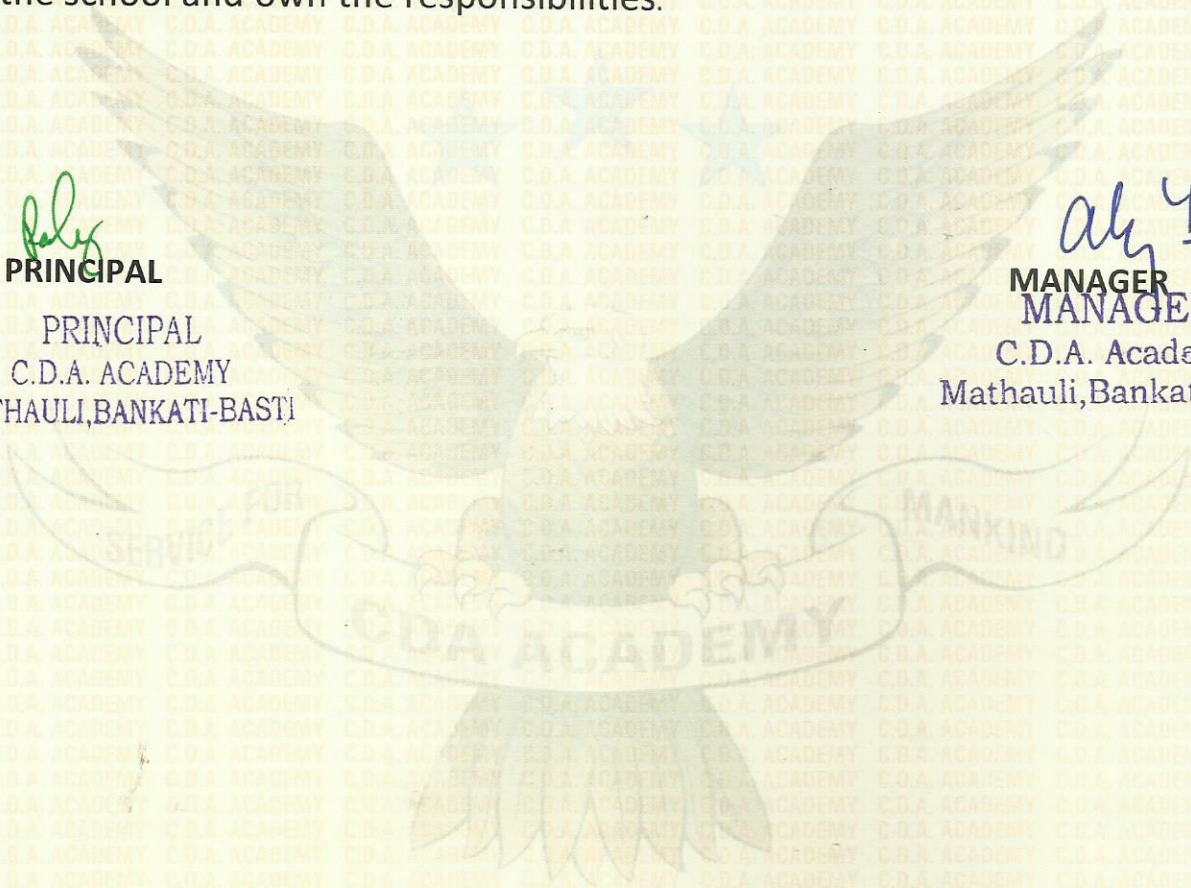 the school and own the responsibilities.
PRINCIPAL
MANAGER
PRINCIPAL
C.D.A. ACADEMY
THAULI,BANKATI-BASTI
MANAGE
C.D.A. Acade
Mathauli,Bankat
SERVICE FOR MANKIND
CDA ACADEMY